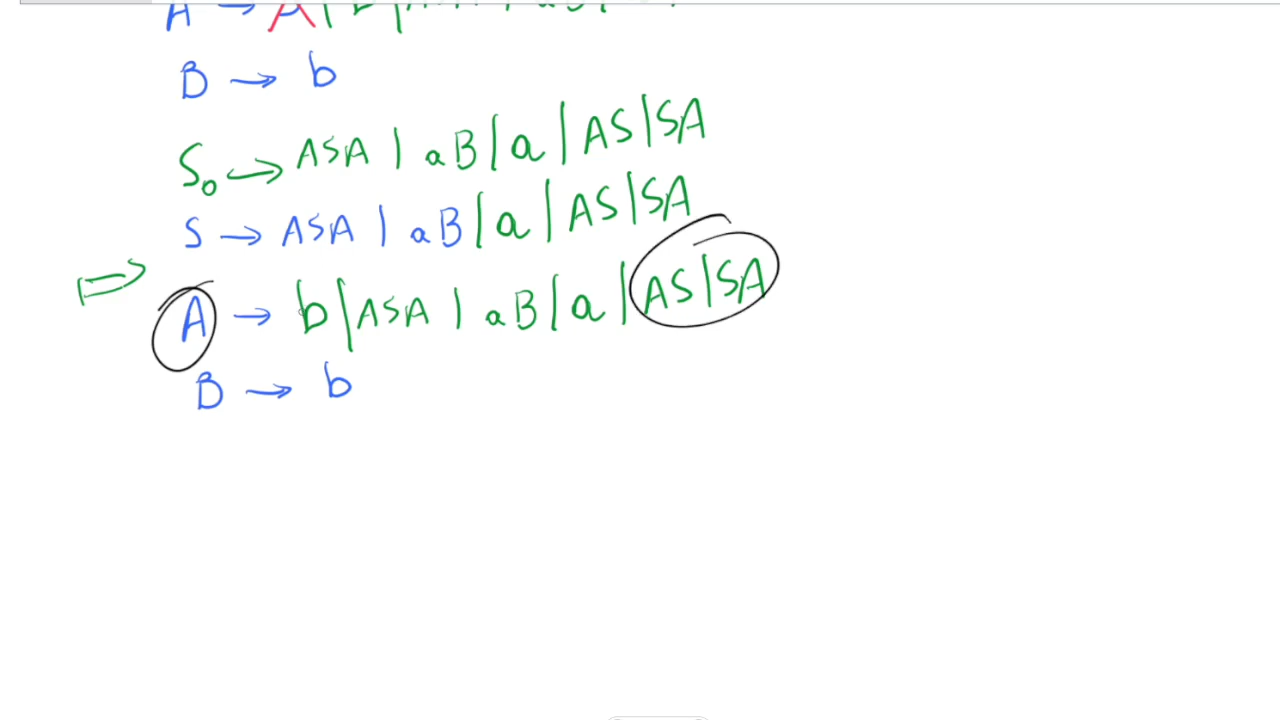 B → b
S₀ → ASA | aB | a | AS | SA
S → ASA | aB | a | AS | SA
⇒ A → b | ASA | aB | a | AS | SA
B → b